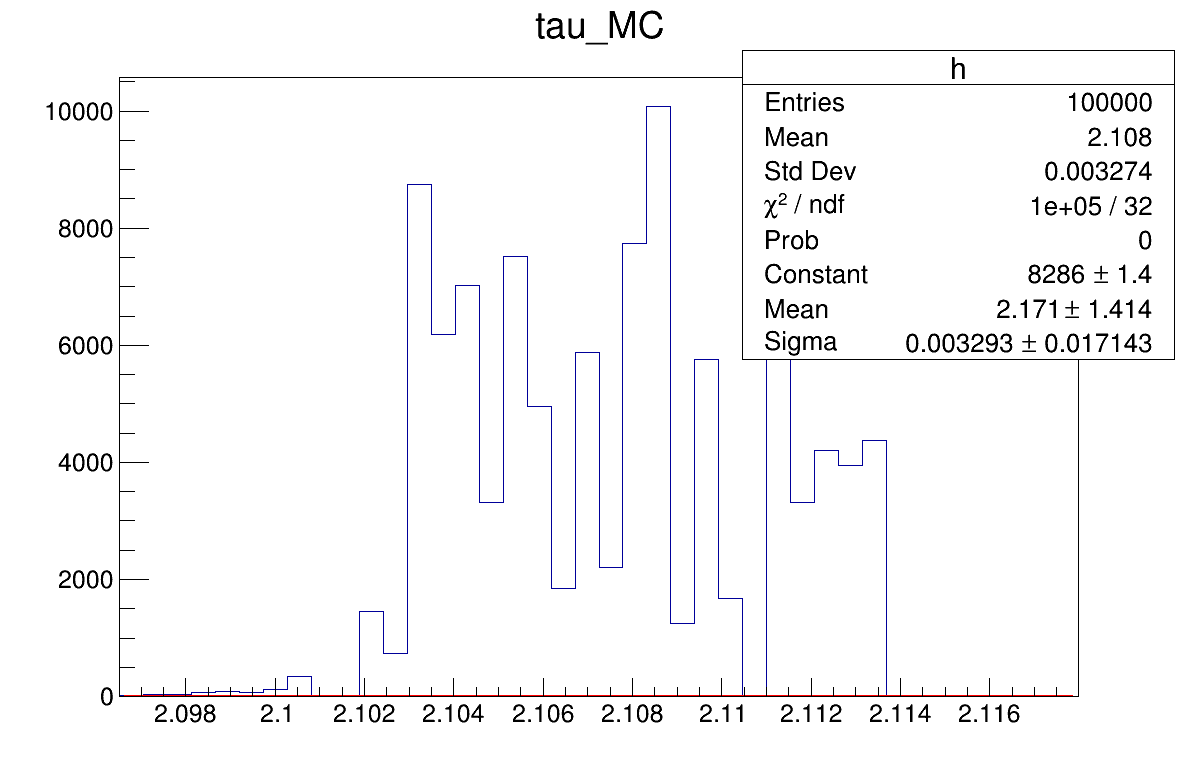 tau_MC
h
Entries 100000
Mean 2.108
Std Dev 0.003274
χ² / ndf 1e+05 / 32
Prob 0
Constant 8286 ± 1.4
Mean 2.171 ± 1.414
Sigma 0.003293 ± 0.017143
10000
8000
6000
4000
2000
0
2.098 2.1 2.102 2.104 2.106 2.108 2.11 2.112 2.114 2.116